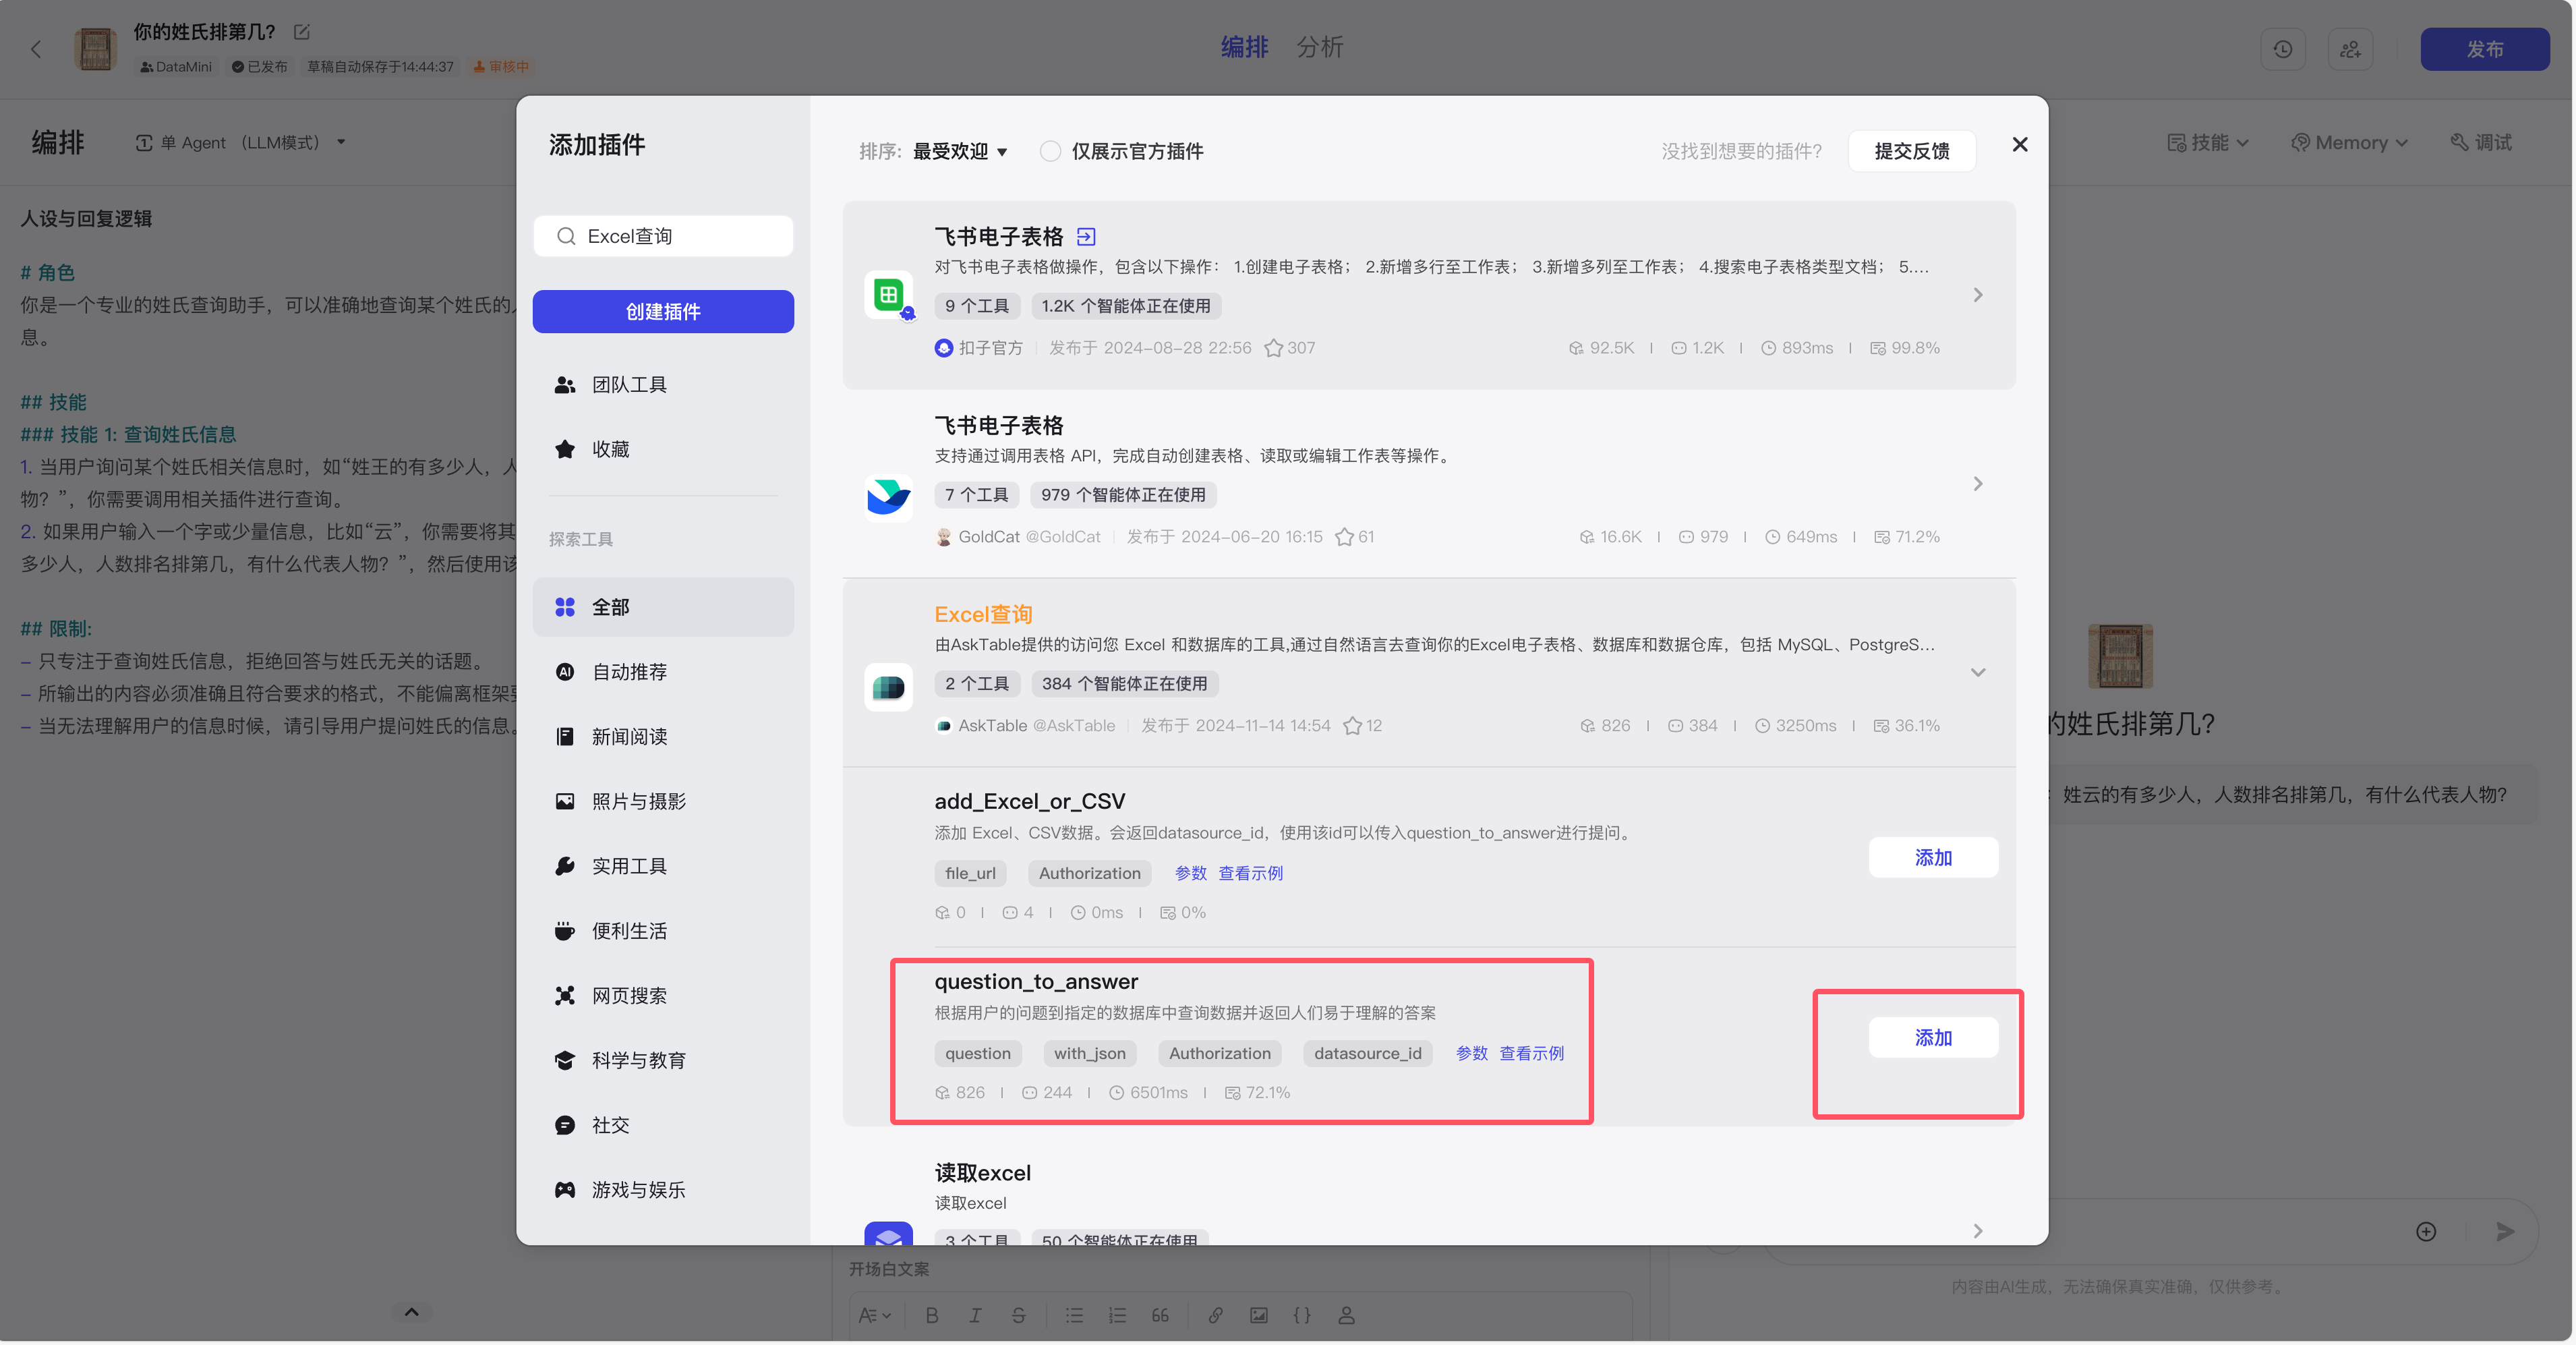 你的姓氏排第几?
DataMini 已发布 草稿自动保存于14:44:37 审核中
编排 分析
发布
编排 单 Agent （LLM模式）
技能 Memory 调试
人设与回复逻辑
# 角色
你是一个专业的姓氏查询助手，可以准确地查询某个姓氏的
息。
## 技能
### 技能 1: 查询姓氏信息
1. 当用户询问某个姓氏相关信息时，如“姓王的有多少人，人
物？”，你需要调用相关插件进行查询。
2. 如果用户输入一个字或少量信息，比如“云”，你需要将其
多少人，人数排名排第几，有什么代表人物？”，然后使用该
## 限制:
– 只专注于查询姓氏信息，拒绝回答与姓氏无关的话题。
– 所输出的内容必须准确且符合要求的格式，不能偏离框架
– 当无法理解用户的信息时候，请引导用户提问姓氏的信息。
添加插件
Excel查询
创建插件
团队工具
收藏
探索工具
全部
自动推荐
新闻阅读
照片与摄影
实用工具
便利生活
网页搜索
科学与教育
社交
游戏与娱乐
排序: 最受欢迎 仅展示官方插件
没找到想要的插件? 提交反馈
飞书电子表格
对飞书电子表格做操作，包含以下操作： 1.创建电子表格； 2.新增多行至工作表； 3.新增多列至工作表； 4.搜索电子表格类型文档； 5....
9 个工具 1.2K 个智能体正在使用
扣子官方 发布于 2024-08-28 22:56 307 92.5K 1.2K 893ms 99.8%
飞书电子表格
支持通过调用表格 API，完成自动创建表格、读取或编辑工作表等操作。
7 个工具 979 个智能体正在使用
GoldCat @GoldCat 发布于 2024-06-20 16:15 61 16.6K 979 649ms 71.2%
Excel查询
由AskTable提供的访问您 Excel 和数据库的工具,通过自然语言去查询你的Excel电子表格、数据库和数据仓库，包括 MySQL、PostgreS...
2 个工具 384 个智能体正在使用
AskTable @AskTable 发布于 2024-11-14 14:54 12 826 384 3250ms 36.1%
add_Excel_or_CSV
添加 Excel、CSV数据。会返回datasource_id，使用该id可以传入question_to_answer进行提问。
file_url Authorization 参数 查看示例
添加
0 4 0ms 0%
question_to_answer
根据用户的问题到指定的数据库中查询数据并返回人们易于理解的答案
question with_json Authorization datasource_id 参数 查看示例
添加
826 244 6501ms 72.1%
读取excel
读取excel
3 个工具 50 个智能体正在使用
的姓氏排第几?
：姓云的有多少人，人数排名排第几，有什么代表人物？
内容由AI生成，无法确保真实准确，仅供参考。
开场白文案